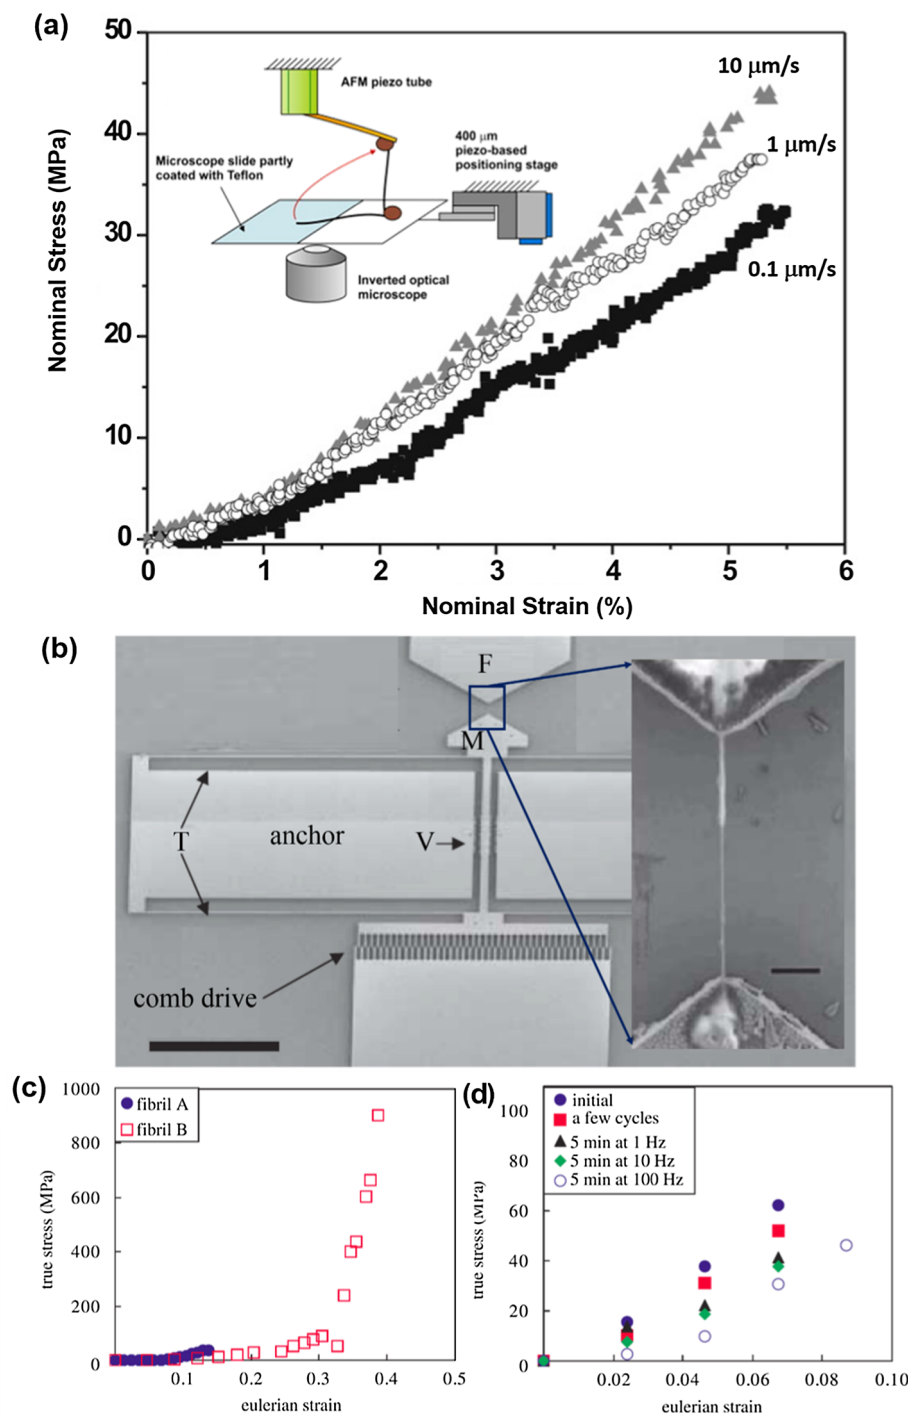 (a)
50
40
30
20
10
0
Nominal Stress (MPa)
AFM piezo tube
Microscope slide partly
coated with Teflon
400 μm
piezo-based
positioning stage
Inverted optical
microscope
10 μm/s
1 μm/s
0.1 μm/s
0 1 2 3 4 5 6
Nominal Strain (%)
(b)
F
M
T
anchor
V
comb drive
(c)
1000
800
600
400
200
0
true stress (MPa)
fibril A
fibril B
0.1 0.2 0.3 0.4 0.5
eulerian strain
(d)
100
80
60
40
20
0
true stress (MPa)
initial
a few cycles
5 min at 1 Hz
5 min at 10 Hz
5 min at 100 Hz
0.02 0.04 0.06 0.08 0.10
eulerian strain